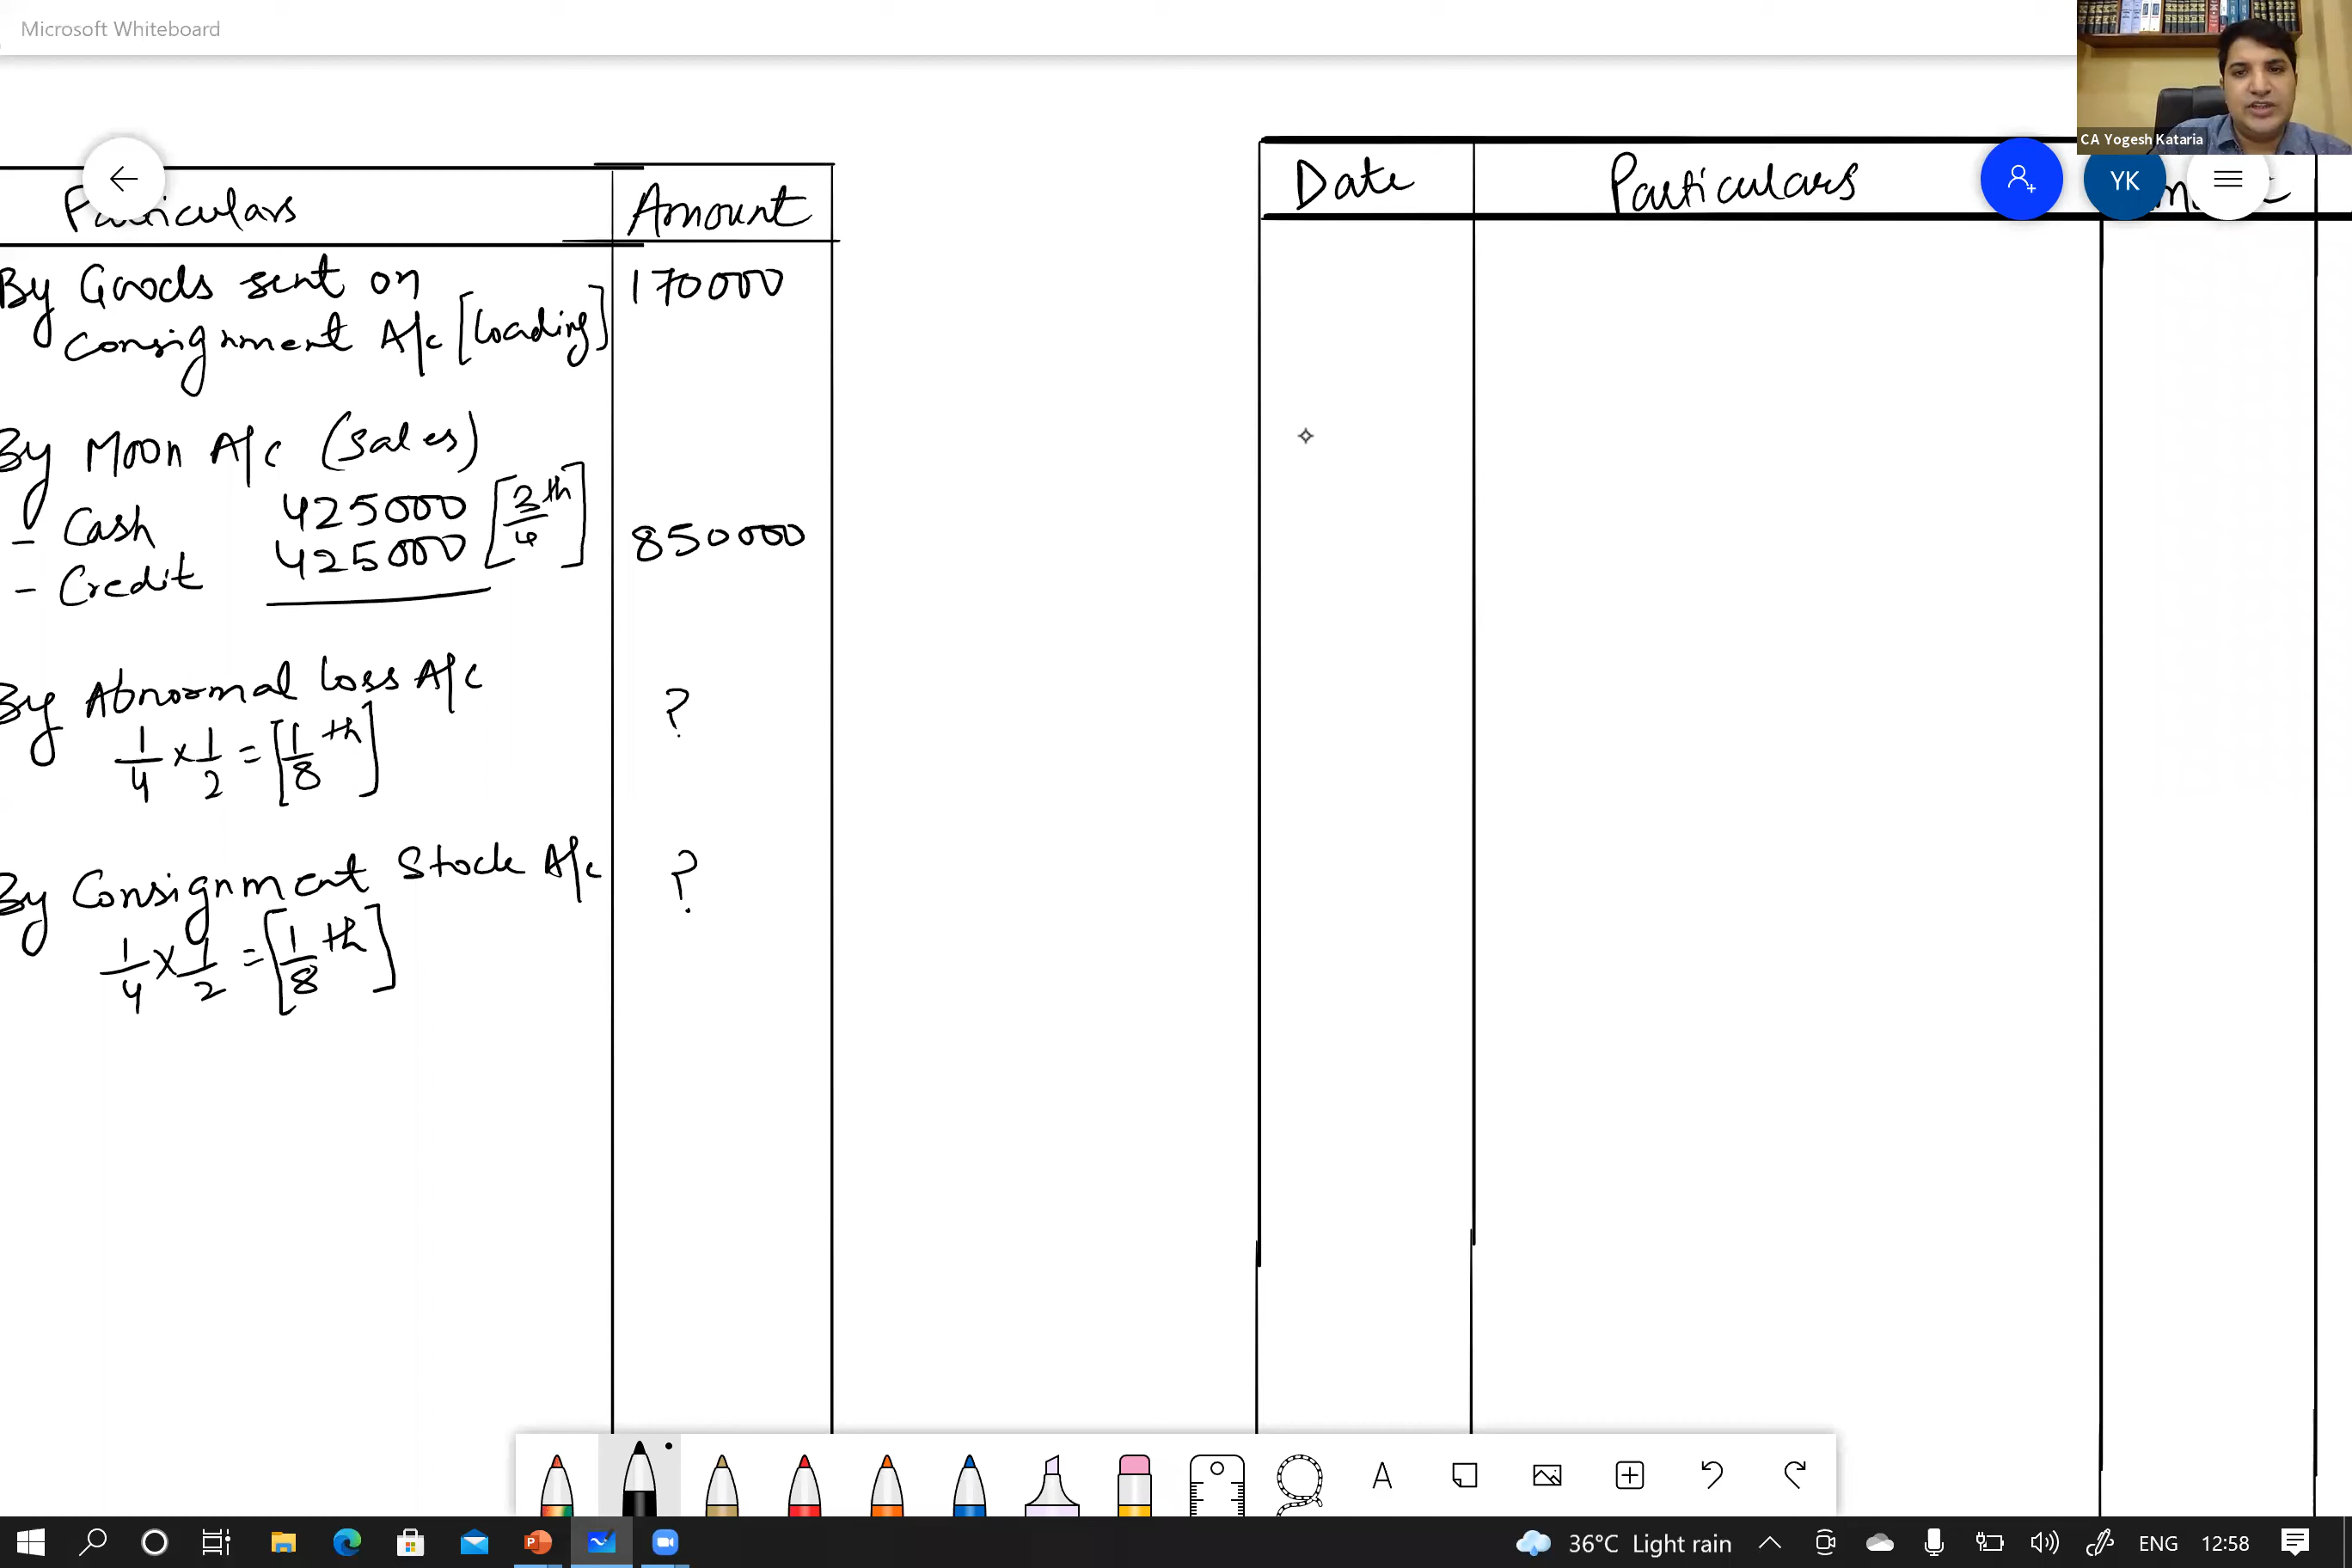 Microsoft Whiteboard
CA Yogesh Kataria
YK
Particulars Amount
By Goods sent on 170000
Consignment A/c [Loading]
By Moon A/c (Sales)
- Cash 425000 [3/4 th]
- Credit 425000 850000
By Abnormal Loss A/c ?
1/4 × 1/2 = [1/8 th]
By Consignment Stock A/c ?
1/4 × 1/2 = [1/8 th]
Date Particulars
36°C Light rain
ENG
12:58